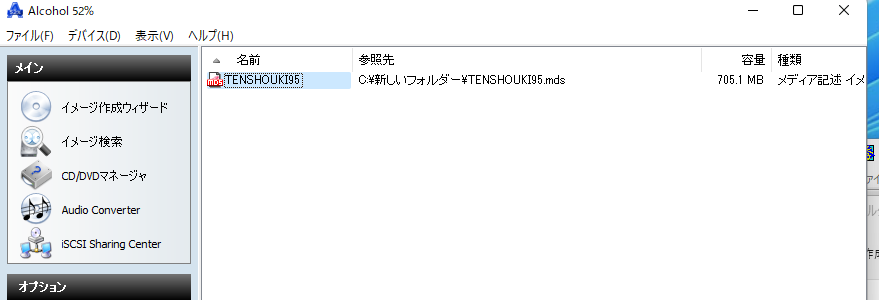 Alcohol 52%
ファイル(F) デバイス(D) 表示(V) ヘルプ(H)
メイン
イメージ作成ウィザード
イメージ検索
CD/DVDマネージャ
Audio Converter
iSCSI Sharing Center
オプション
名前 参照先 容量 種類
TENSHOUKI95 C:¥新しいフォルダー¥TENSHOUKI95.mds 705.1 MB メディア記述 イメ